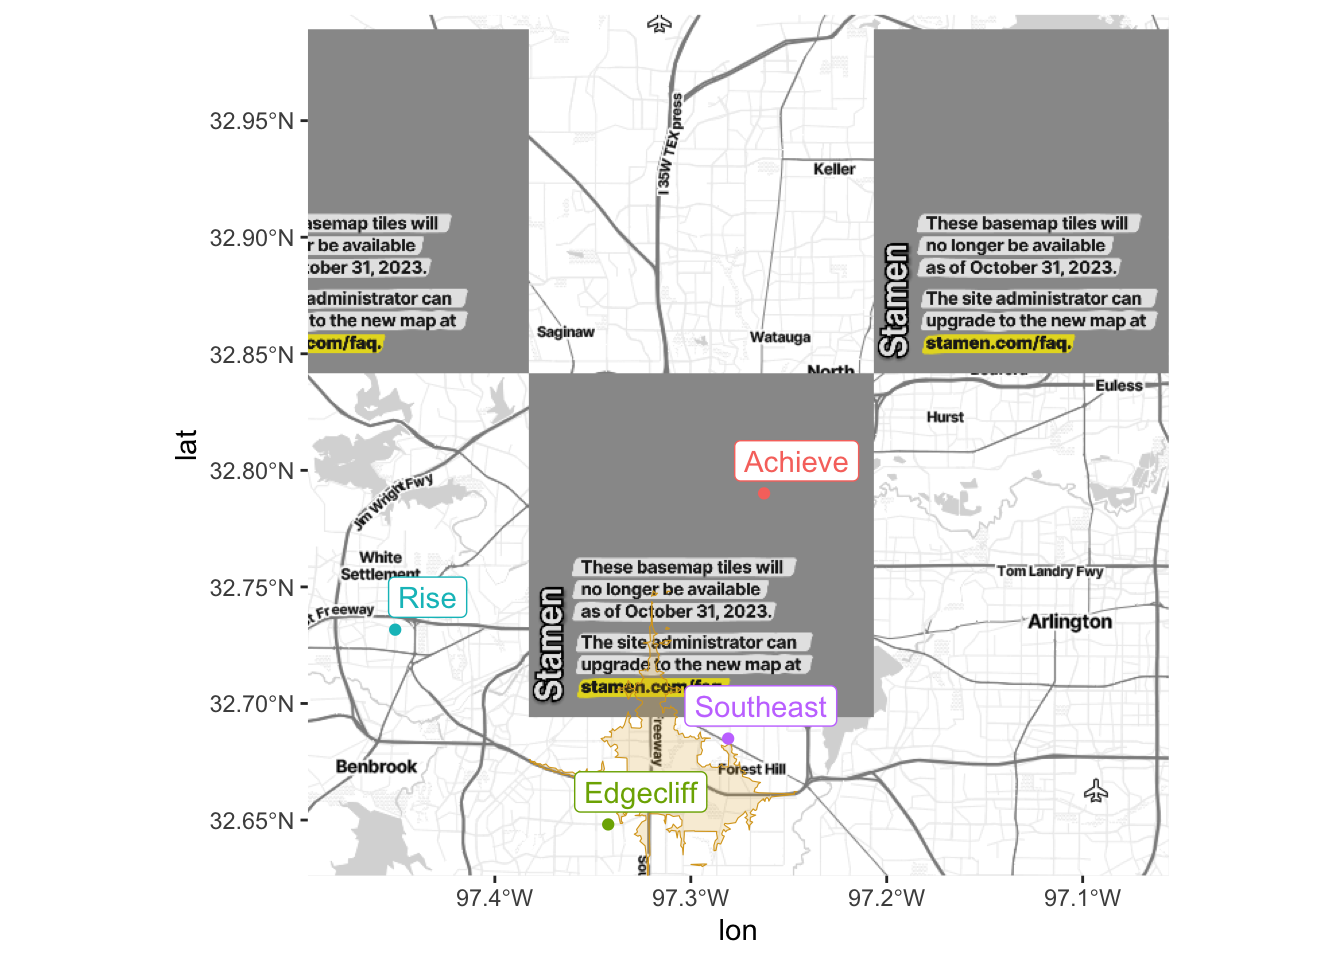 I 35W TEXpress
Keller
asemap tiles will
r be available
tober 31, 2023.
administrator can
to the new map at
com/faq.
Stamen
These basemap tiles will
no longer be available
as of October 31, 2023.
The site administrator can
upgrade to the new map at
stamen.com/faq.
Saginaw
Watauga
North
Euless
Hurst
Jim Wright Fwy
White
Settlement
t Freeway
Rise
Achieve
Stamen
These basemap tiles will
no longer be available
as of October 31, 2023.
The site administrator can
upgrade to the new map at
stamen.com/faq.
Tom Landry Fwy
Arlington
Southeast
reeway
Forest Hill
Benbrook
Edgecliff
Sou
32.95°N
32.90°N
32.85°N
32.80°N
32.75°N
32.70°N
32.65°N
lat
97.4°W
97.3°W
97.2°W
97.1°W
lon